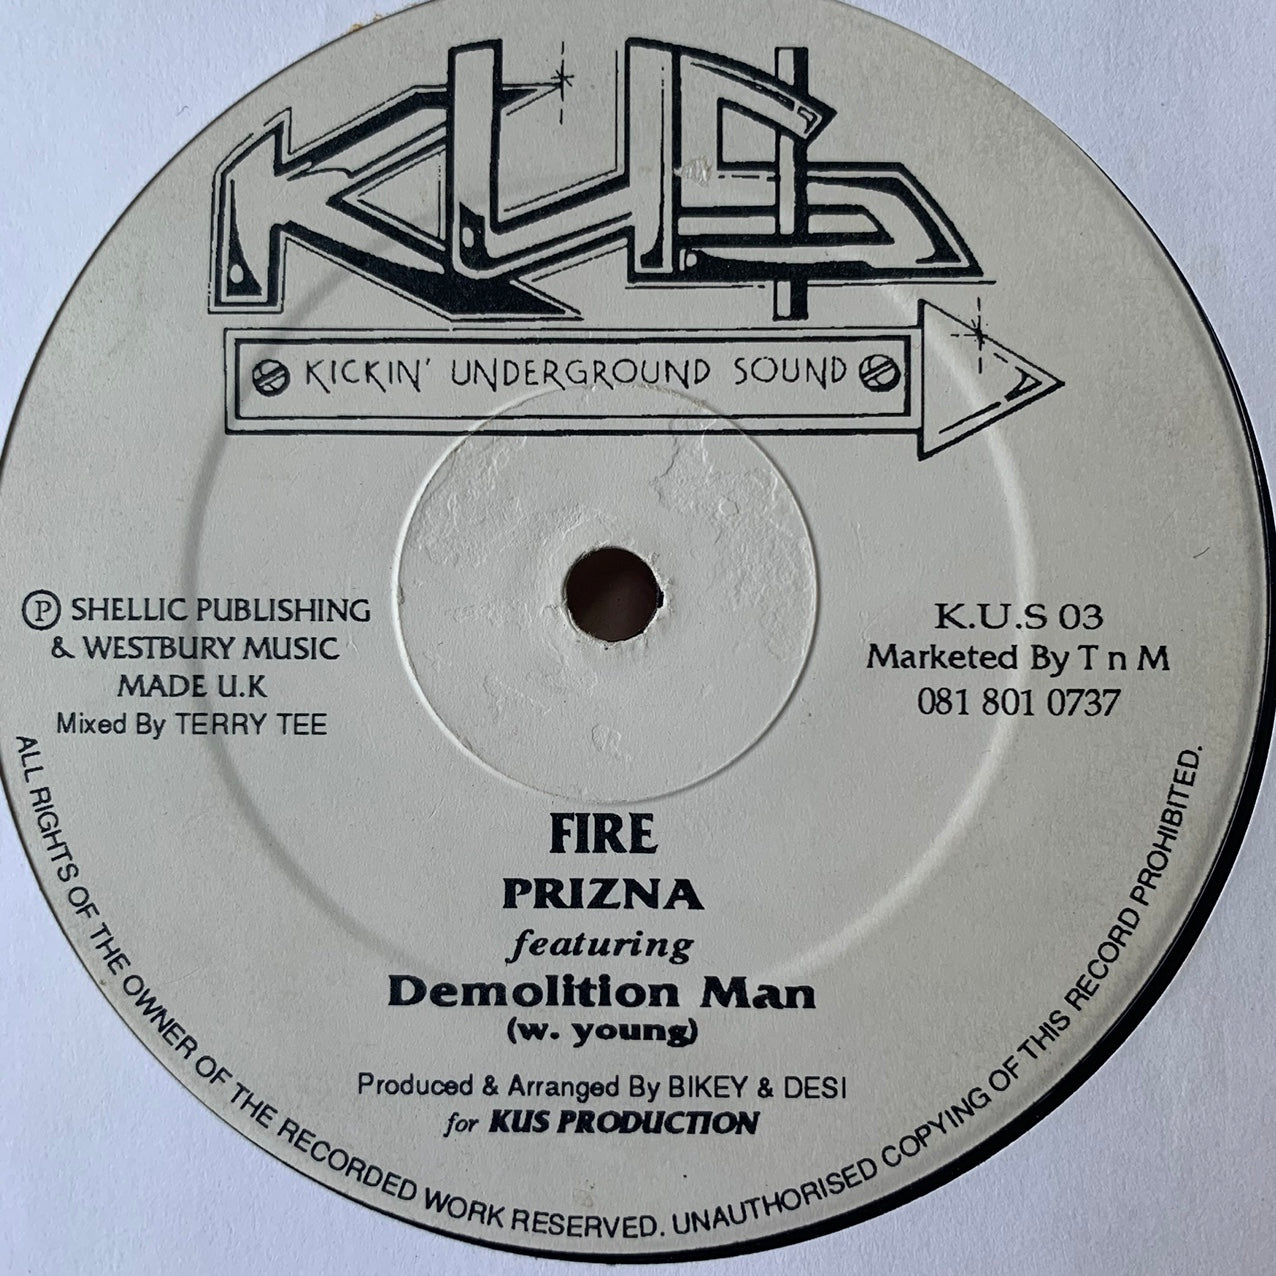 KUS
KICKIN' UNDERGROUND SOUND
Ⓟ SHELLIC PUBLISHING
& WESTBURY MUSIC
MADE U.K
Mixed By TERRY TEE
K.U.S 03
Marketed By T n M
081 801 0737
FIRE
PRIZNA
featuring
Demolition Man
(w. young)
Produced & Arranged By BIKEY & DESI
for KUS PRODUCTION
ALL RIGHTS OF THE OWNER OF THE RECORDED WORK RESERVED. UNAUTHORISED COPYING OF THIS RECORD PROHIBITED.